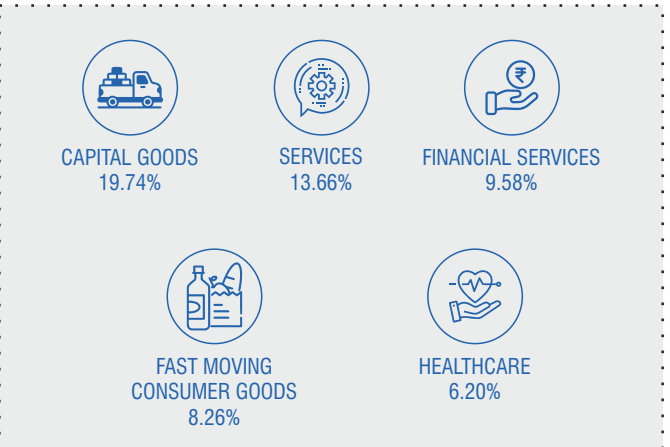 CAPITAL GOODS
19.74%
SERVICES
13.66%
₹
FINANCIAL SERVICES
9.58%
FAST MOVING
CONSUMER GOODS
8.26%
HEALTHCARE
6.20%